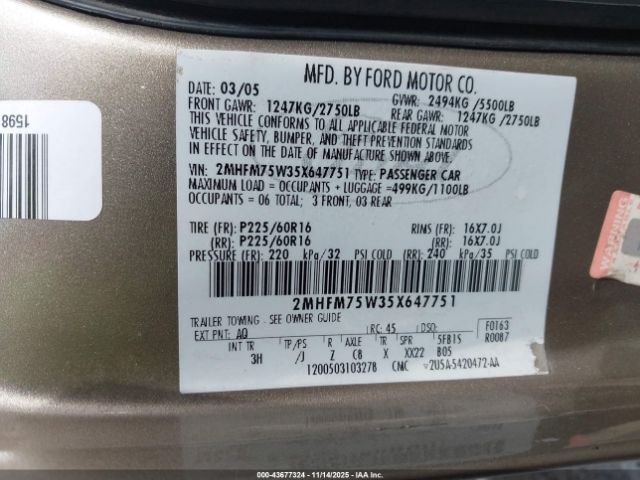 MFD. BY FORD MOTOR CO.
DATE: 03/05
GVWR: 2494KG /5500LB
FRONT GAWR: 1247KG/2750LB
REAR GAWR: 1247KG /2750LB
THIS VEHICLE CONFORMS TO ALL APPLICABLE FEDERAL MOTOR
VEHICLE SAFETY, BUMPER, AND THEFT PREVENTION STANDARDS
IN EFFECT ON THE DATE OF MANUFACTURE SHOWN ABOVE.
VIN: 2MHFM75W35X647751 TYPE: PASSENGER CAR
MAXIMUM LOAD = OCCUPANTS + LUGGAGE =499KG/1100LB
OCCUPANTS = 06 TOTAL; 3 FRONT, 03 REAR
TIRE (FR): P225/60R16 RIMS (FR): 16X7.0J
(RR): P225/60R16 (RR): 16X7.0J
PRESSURE (FR): 220 kPa/32 PSI COLD (RR): 240 kPa/35 PSI COLD
2MHFM75W35X647751
TRAILER TOWING - SEE OWNER GUIDE
EXT PNT: AQ RC: 45 DSO: F0163
R0087
INT TR TP/PS R AXLE TR SPR 5FB1S
3H /J Z C8 X XX22 B05
1200503103278 CMC 2U5A-5420472-AA
1598
WARNING
000-43677324 | 11/14/2025 - IAAI.COM